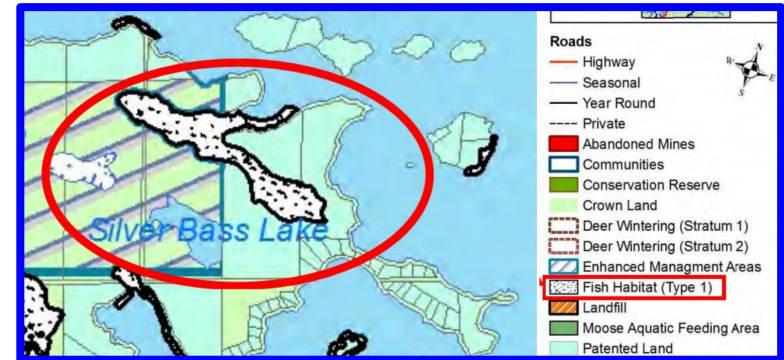 Silver Bass Lake
Roads
Highway
Seasonal
Year Round
Private
Abandoned Mines
Communities
Conservation Reserve
Crown Land
Deer Wintering (Stratum 1)
Deer Wintering (Stratum 2)
Enhanced Managment Areas
Fish Habitat (Type 1)
Landfill
Moose Aquatic Feeding Area
Patented Land
N
W
E
S